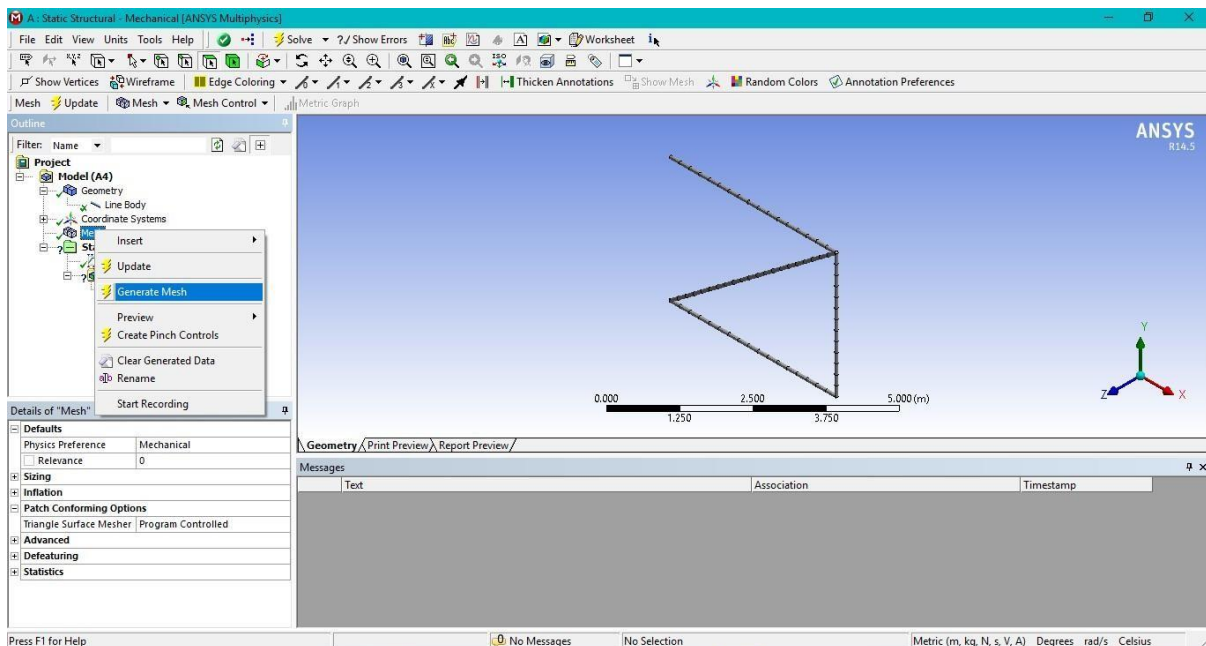 A : Static Structural - Mechanical [ANSYS Multiphysics]
File Edit View Units Tools Help Solve ?/ Show Errors Worksheet
Show Vertices Wireframe Edge Coloring Thicken Annotations Show Mesh Random Colors Annotation Preferences
Mesh Update Mesh Mesh Control Metric Graph
Outline
Filter: Name
Project
Model (A4)
Geometry
Line Body
Coordinate Systems
Insert
Update
Generate Mesh
Preview
Create Pinch Controls
Clear Generated Data
Rename
Start Recording
ANSYS
R14.5
Y
Z X
0.000 2.500 5.000 (m)
1.250 3.750
Details of "Mesh"
Defaults
Physics Preference Mechanical
Relevance 0
Sizing
Inflation
Patch Conforming Options
Triangle Surface Mesher Program Controlled
Advanced
Defeaturing
Statistics
Geometry Print Preview Report Preview
Messages
Text Association Timestamp
Press F1 for Help 0 No Messages No Selection Metric (m, kg, N, s, V, A) Degrees rad/s Celsius